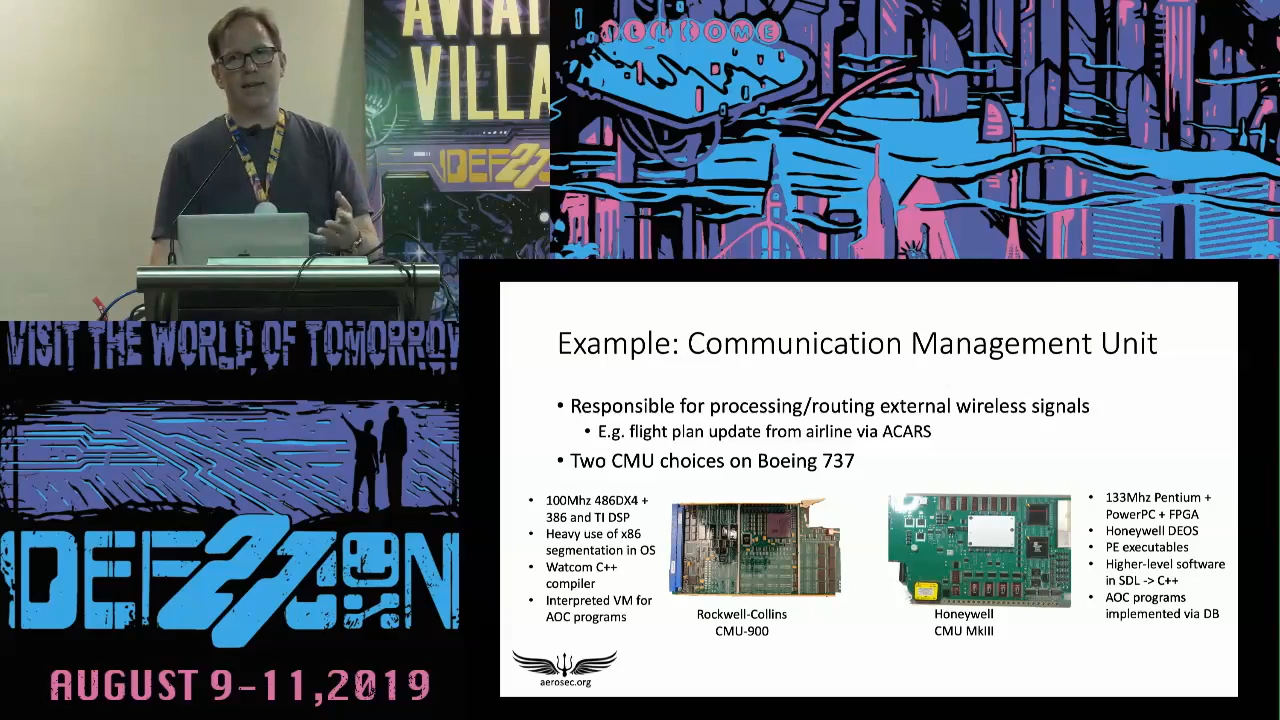 AVIAT
VILLA
DEF27
WELCOME
VISIT THE WORLD OF TOMORROW
DEF27CON
AUGUST 9-11,2019
Example: Communication Management Unit
• Responsible for processing/routing external wireless signals
• E.g. flight plan update from airline via ACARS
• Two CMU choices on Boeing 737
• 100Mhz 486DX4 +
386 and TI DSP
• Heavy use of x86
segmentation in OS
• Watcom C++
compiler
• Interpreted VM for
AOC programs
Rockwell-Collins
CMU-900
Honeywell
CMU MkIII
• 133Mhz Pentium +
PowerPC + FPGA
• Honeywell DEOS
• PE executables
• Higher-level software
in SDL -> C++
• AOC programs
implemented via DB
aerosec.org